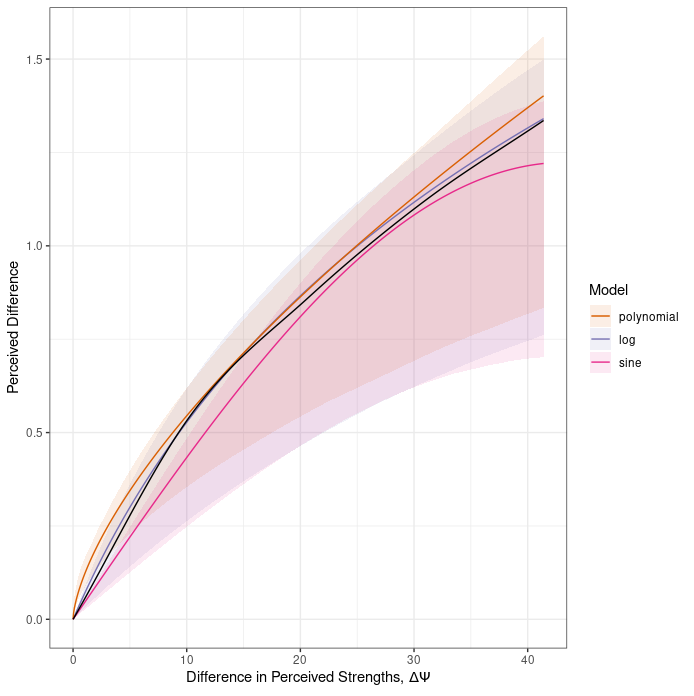 1.5
1.0
0.5
0.0
Perceived Difference
0 10 20 30 40
Difference in Perceived Strengths, ΔΨ
Model
polynomial
log
sine